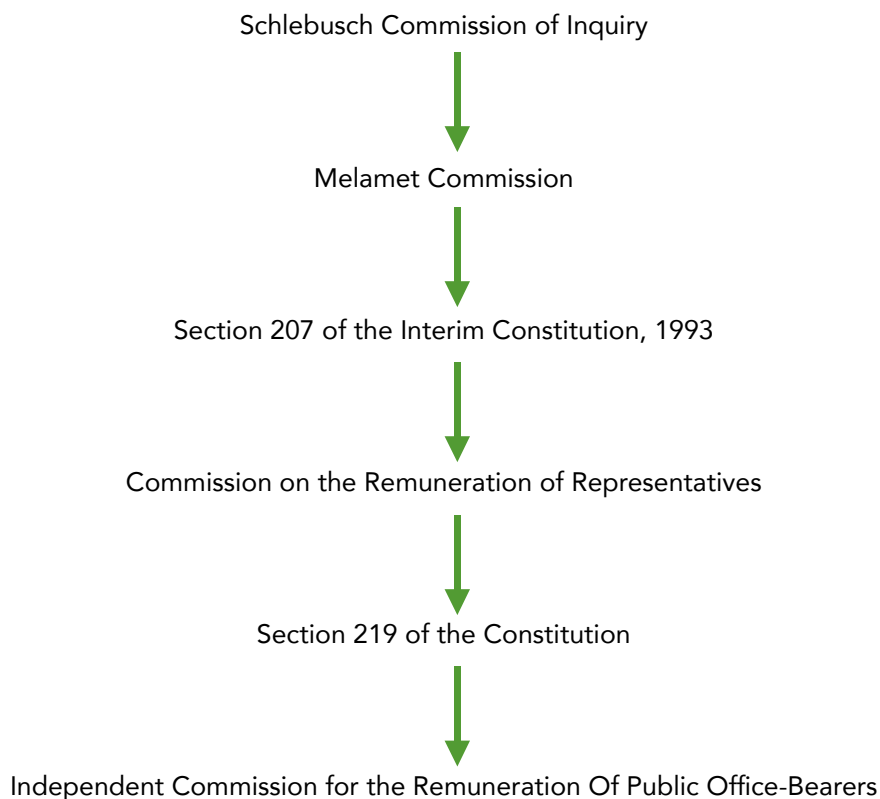 Schlebusch Commission of Inquiry
Melamet Commission
Section 207 of the Interim Constitution, 1993
Commission on the Remuneration of Representatives
Section 219 of the Constitution
Independent Commission for the Remuneration Of Public Office-Bearers